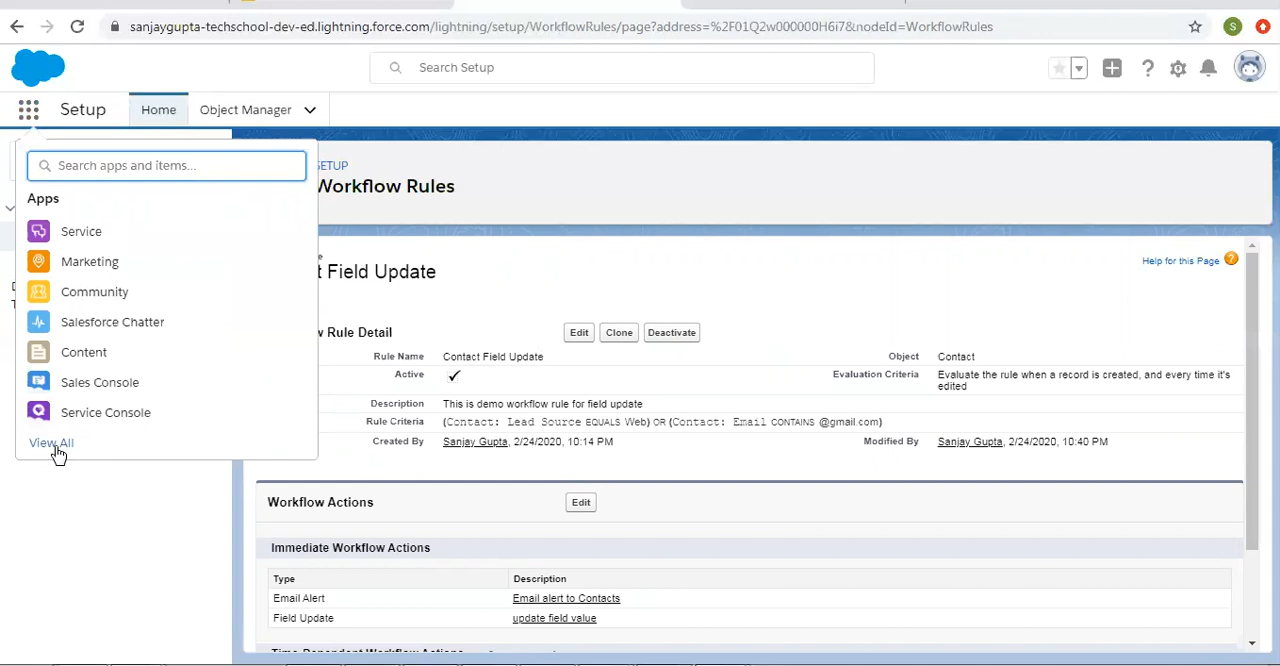 sanjaygupta-techschool-dev-ed.lightning.force.com/lightning/setup/WorkflowRules/page?address=%2F01Q2w000000H6i7&nodeId=WorkflowRules
S
Search Setup
Setup
Home
Object Manager
Search apps and items...
Apps
Service
Marketing
Community
Salesforce Chatter
Content
Sales Console
Service Console
View All
SETUP
Workflow Rules
Help for this Page
t Field Update
w Rule Detail
Edit
Clone
Deactivate
Rule Name
Contact Field Update
Object
Contact
Active
Evaluation Criteria
Evaluate the rule when a record is created, and every time it's
edited
Description
This is demo workflow rule for field update
Rule Criteria
(Contact: Lead Source EQUALS Web) OR (Contact: Email CONTAINS @gmail.com)
Created By
Sanjay Gupta, 2/24/2020, 10:14 PM
Modified By
Sanjay Gupta, 2/24/2020, 10:40 PM
Workflow Actions
Edit
Immediate Workflow Actions
Type
Description
Email Alert
Email alert to Contacts
Field Update
update field value
Time-Dependent Workflow Actions